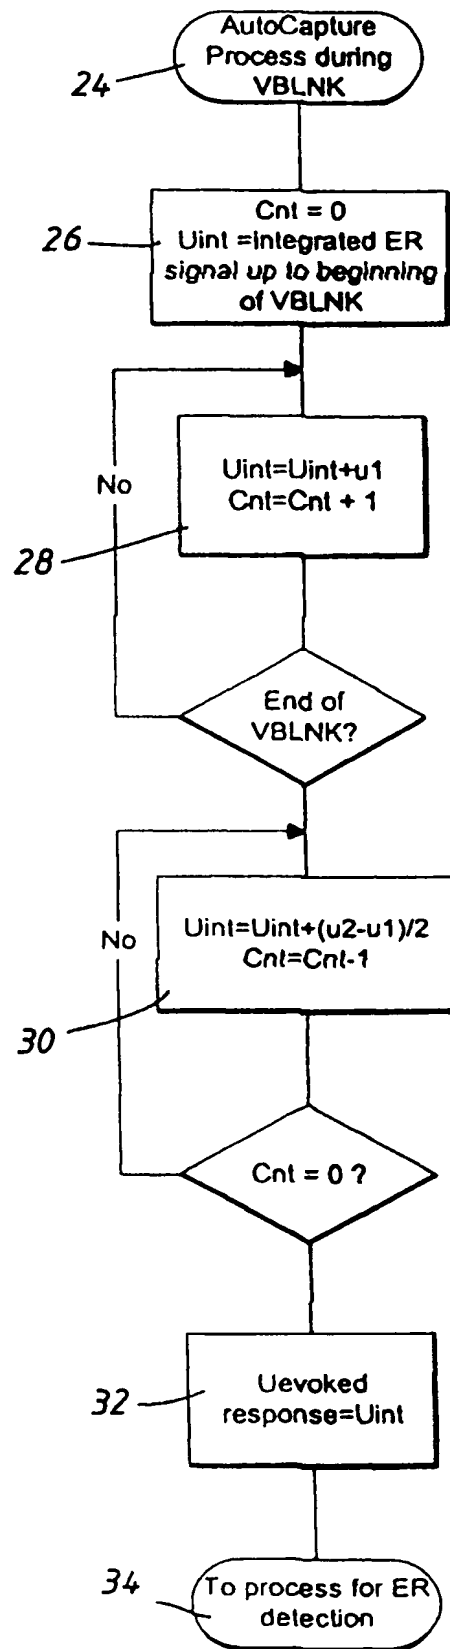 AutoCapture
Process during
VBLNK
24
Cnt = 0
Uint =integrated ER
signal up to beginning
of VBLNK
26
Uint=Uint+u1
Cnt=Cnt + 1
No
28
End of
VBLNK?
Uint=Uint+(u2-u1)/2
Cnt=Cnt-1
No
30
Cnt = 0 ?
Uevoked
response=Uint
32
To process for ER
detection
34